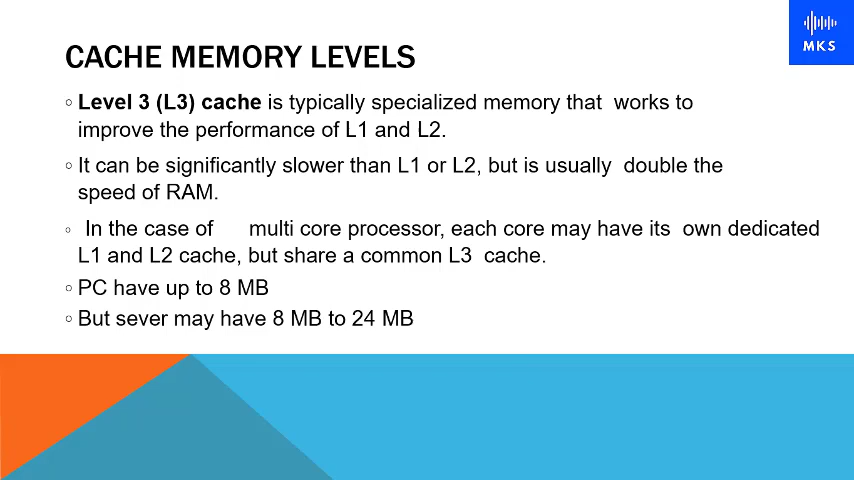 MKS
CACHE MEMORY LEVELS
○ Level 3 (L3) cache is typically specialized memory that works to
improve the performance of L1 and L2.
○ It can be significantly slower than L1 or L2, but is usually double the
speed of RAM.
○ In the case of multi core processor, each core may have its own dedicated
L1 and L2 cache, but share a common L3 cache.
○ PC have up to 8 MB
○ But sever may have 8 MB to 24 MB